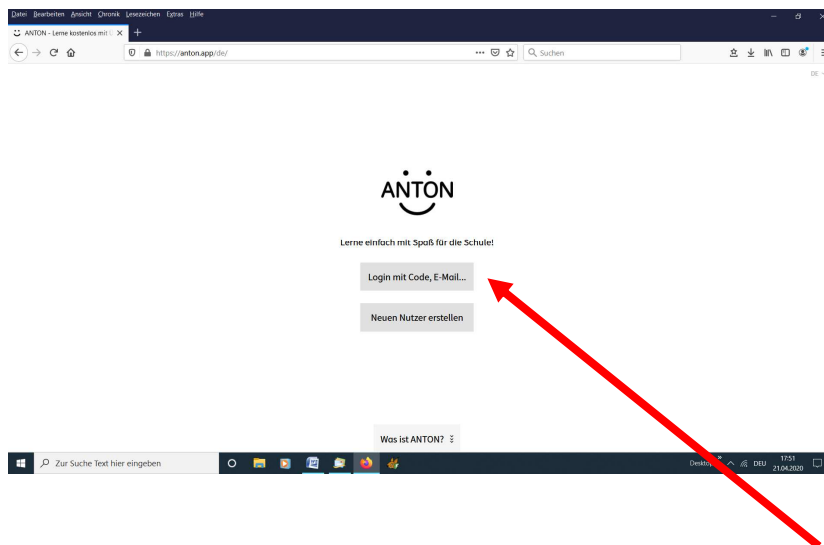 Datei Bearbeiten Ansicht Chronik Lesezeichen Extras Hilfe
ANTON - Lerne kostenlos mit
https://anton.app/de/
Suchen
DE
ANTON
Lerne einfach mit Spaß für die Schule!
Login mit Code, E-Mail...
Neuen Nutzer erstellen
Was ist ANTON?
Zur Suche Text hier eingeben
Desktop
DEU
17:51
21.04.2020